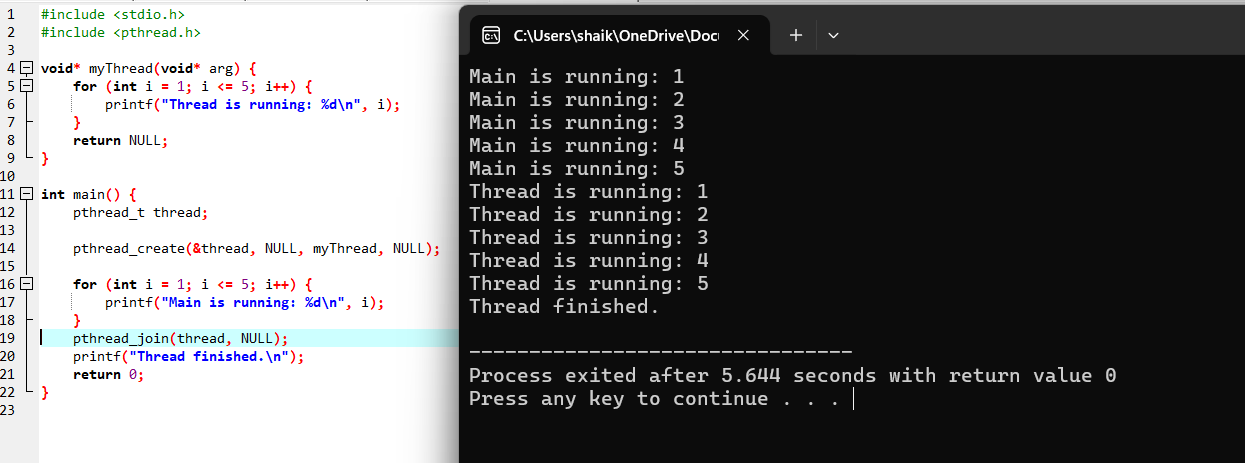 1 #include <stdio.h>
2 #include <pthread.h>
3
4 void* myThread(void* arg) {
5     for (int i = 1; i <= 5; i++) {
6         printf("Thread is running: %d\n", i);
7     }
8     return NULL;
9 }
10
11 int main() {
12     pthread_t thread;
13
14     pthread_create(&thread, NULL, myThread, NULL);
15
16     for (int i = 1; i <= 5; i++) {
17         printf("Main is running: %d\n", i);
18     }
19     pthread_join(thread, NULL);
20     printf("Thread finished.\n");
21     return 0;
22 }
23
C:\Users\shaik\OneDrive\Docu
Main is running: 1
Main is running: 2
Main is running: 3
Main is running: 4
Main is running: 5
Thread is running: 1
Thread is running: 2
Thread is running: 3
Thread is running: 4
Thread is running: 5
Thread finished.
--------------------------------
Process exited after 5.644 seconds with return value 0
Press any key to continue . . .